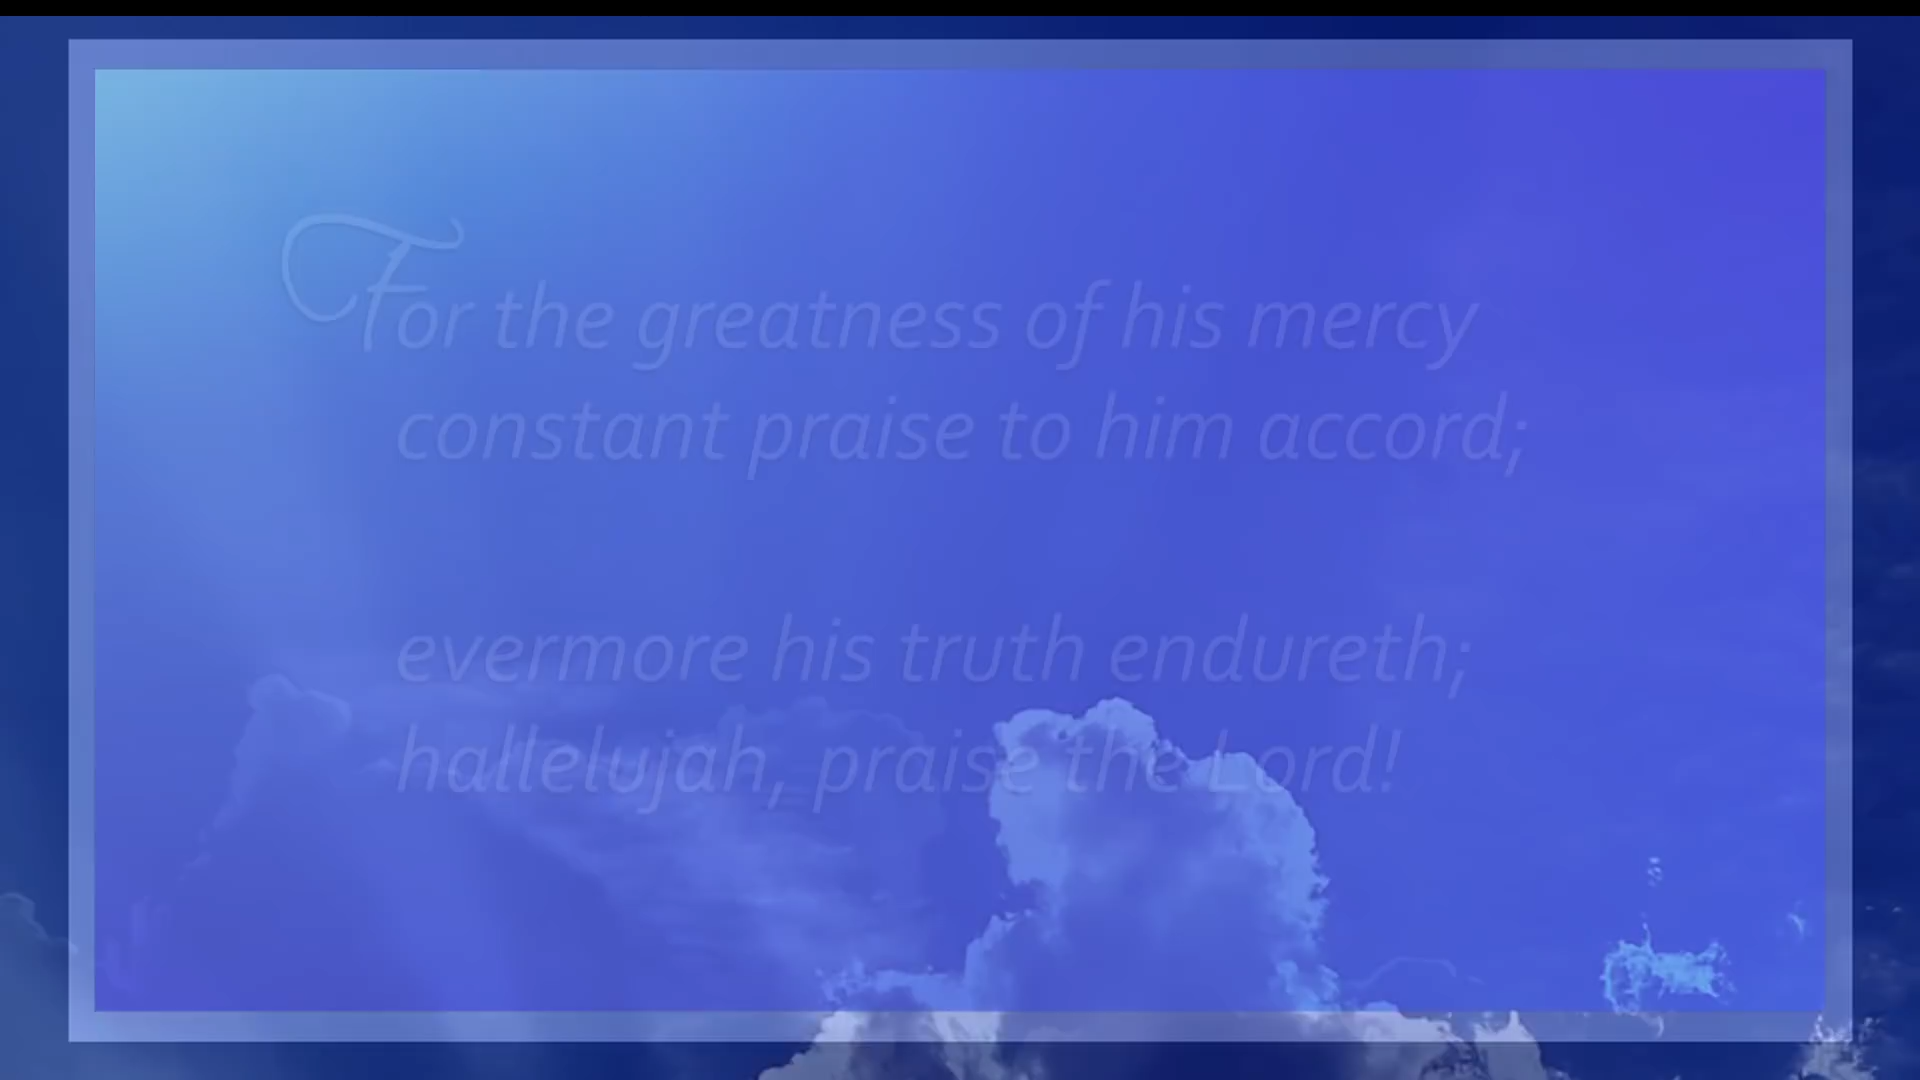 For the greatness of his mercy
constant praise to him accord;
evermore his truth endureth;
hallelujah, praise the Lord!